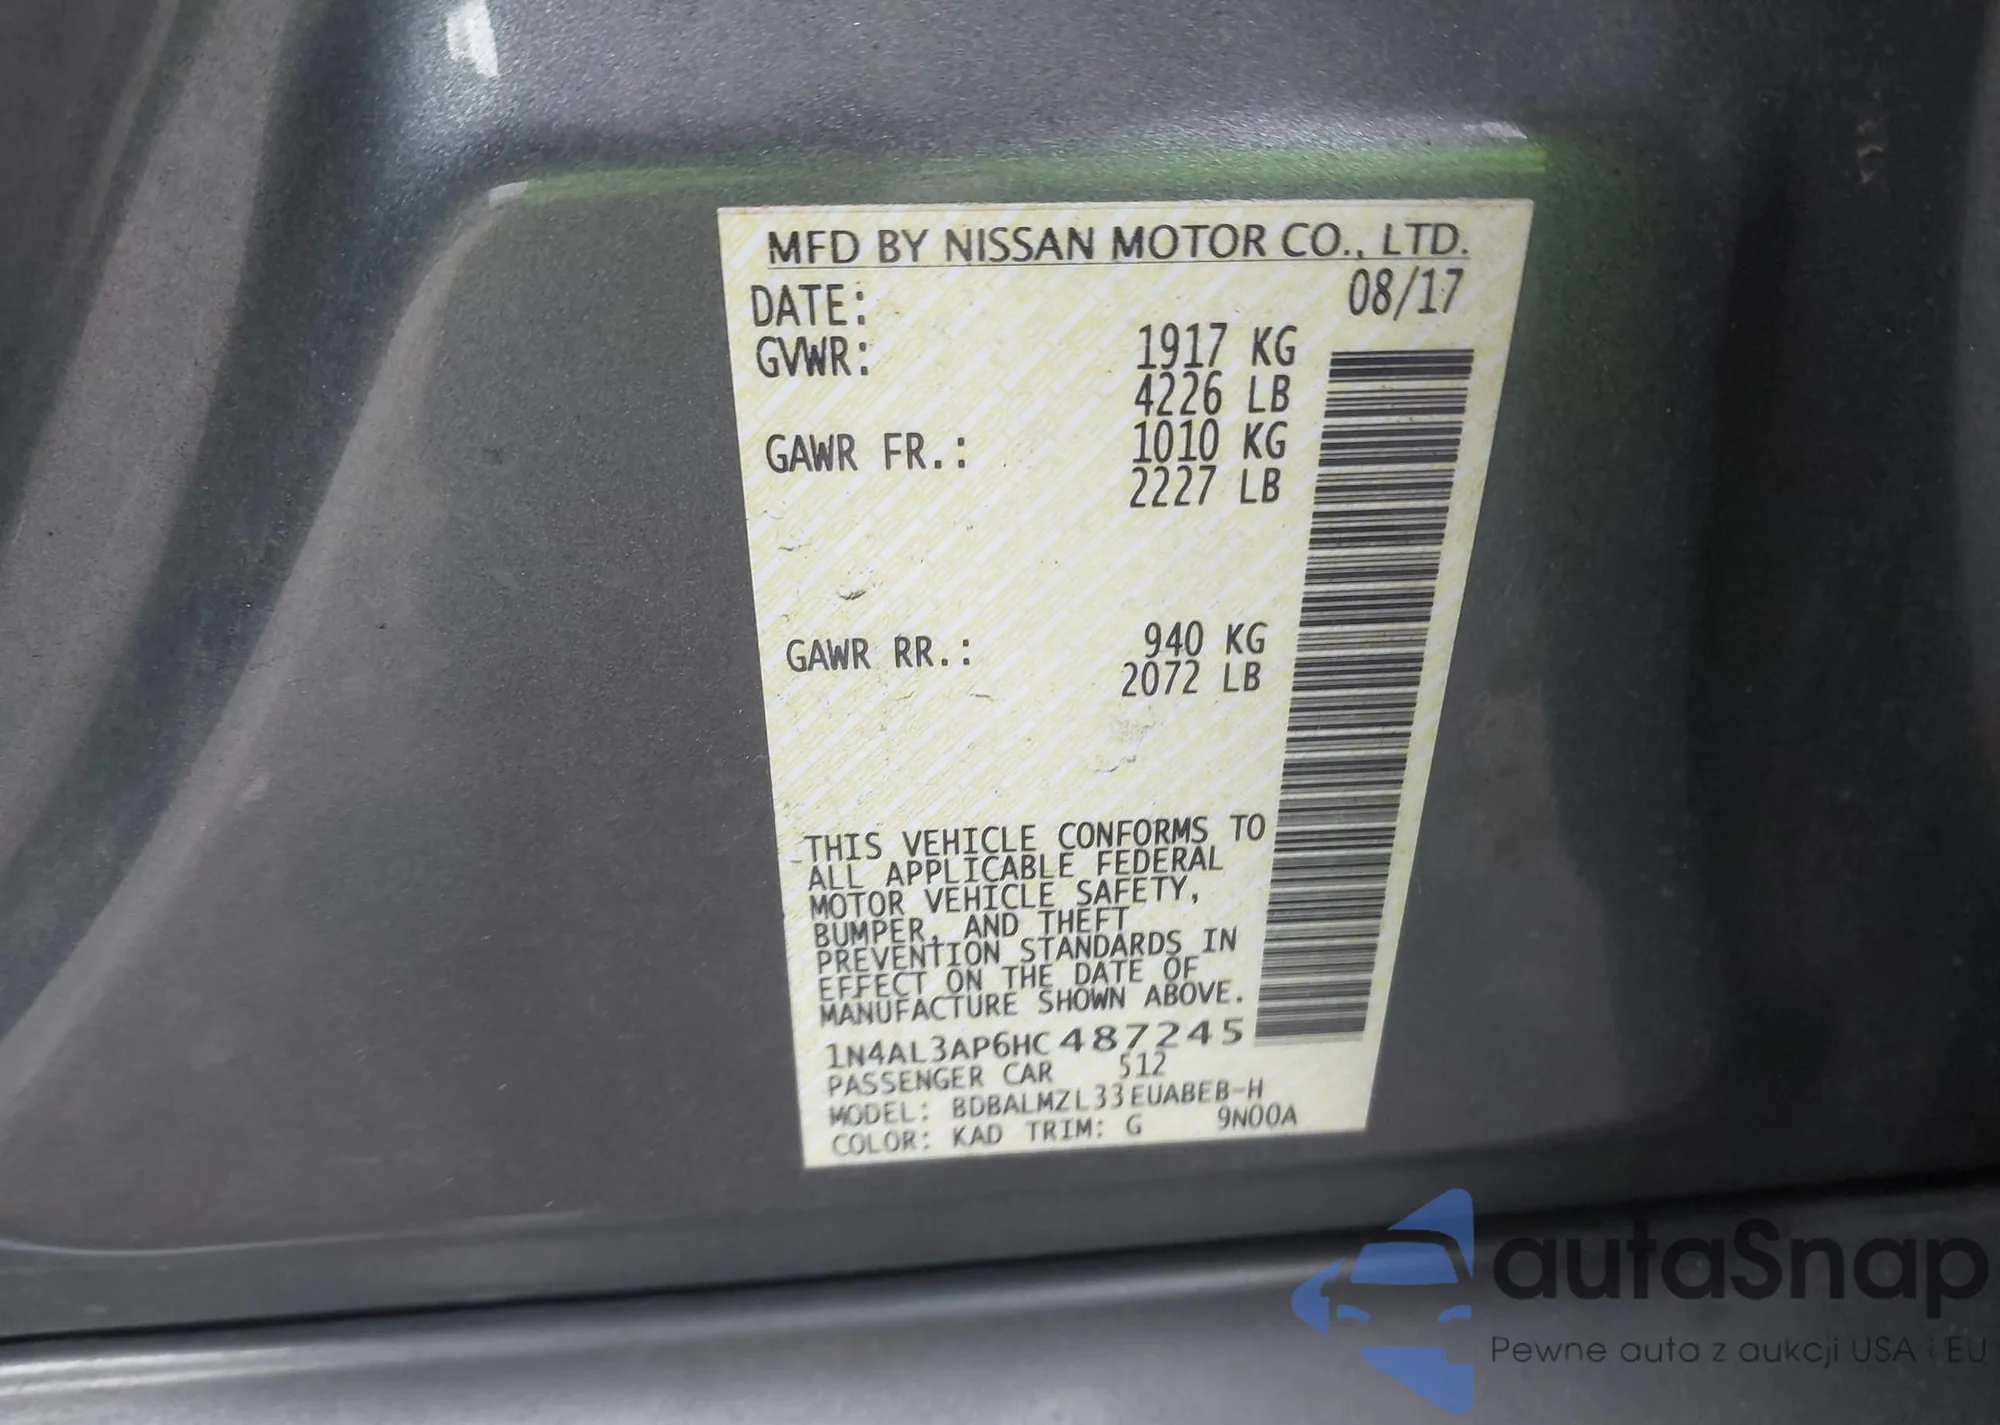 MFD BY NISSAN MOTOR CO., LTD.
DATE: 08/17
GVWR: 1917 KG
4226 LB
GAWR FR.: 1010 KG
2227 LB
GAWR RR.: 940 KG
2072 LB
THIS VEHICLE CONFORMS TO
ALL APPLICABLE FEDERAL
MOTOR VEHICLE SAFETY,
BUMPER, AND THEFT
PREVENTION STANDARDS IN
EFFECT ON THE DATE OF
MANUFACTURE SHOWN ABOVE.
1N4AL3AP6HC487245
PASSENGER CAR 512
MODEL: BDBALMZL33EUABEB-H
COLOR: KAD TRIM: G 9N00A
autaSnap
Pewne auta z aukcji USA i EU